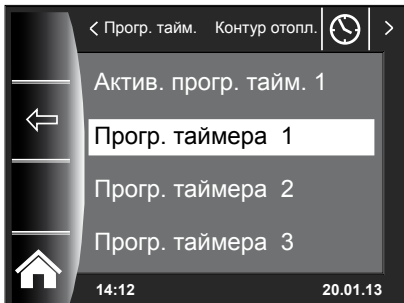 < Прогр. тайм. Контур отопл. >
Актив. прогр. тайм. 1
Прогр. таймера 1
Прогр. таймера 2
Прогр. таймера 3
14:12 20.01.13